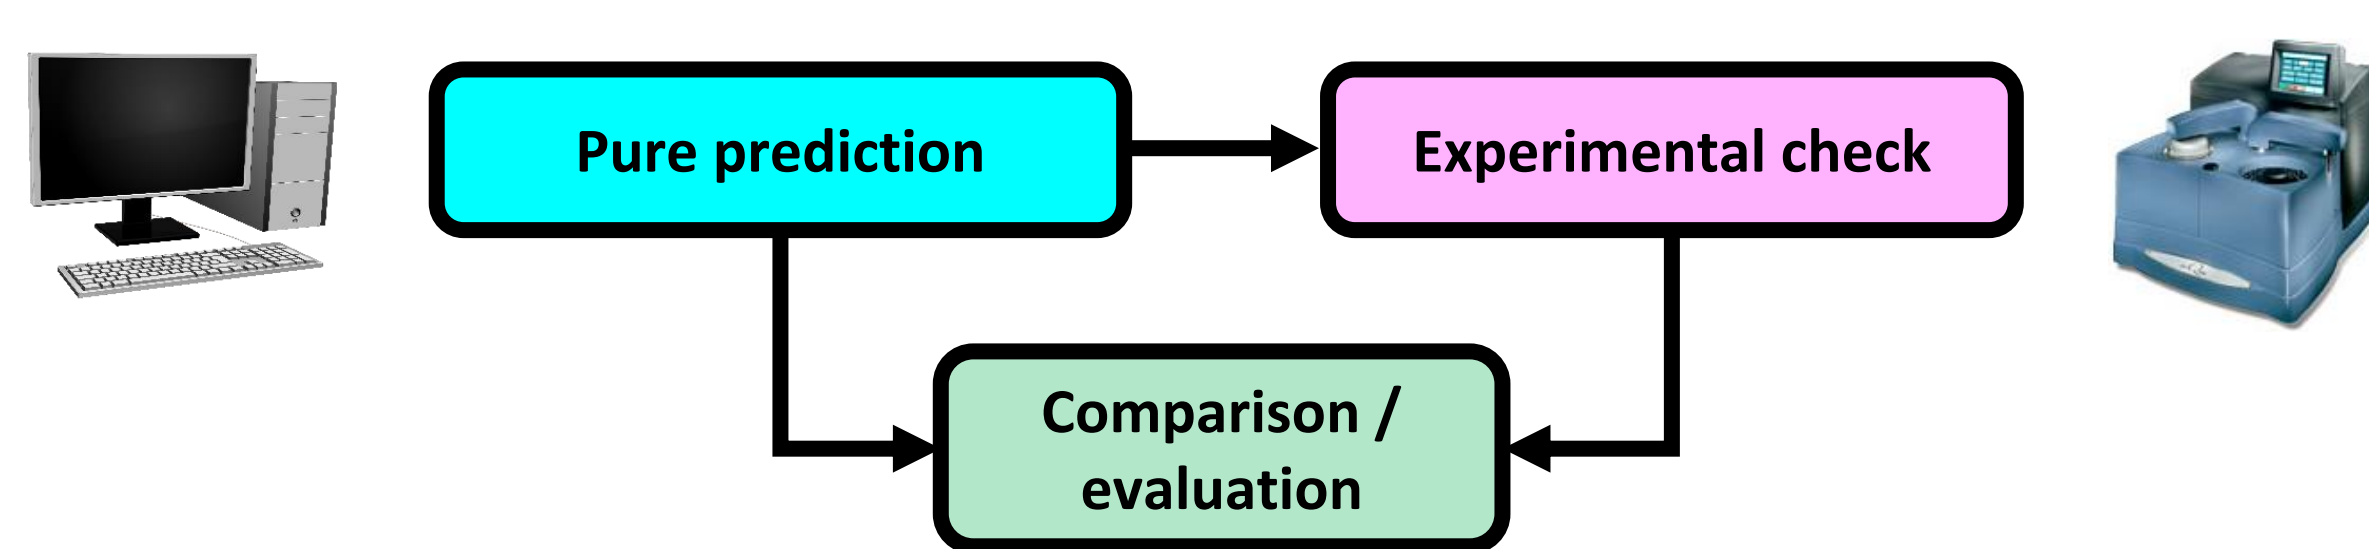 Pure prediction
Experimental check
Comparison /
evaluation